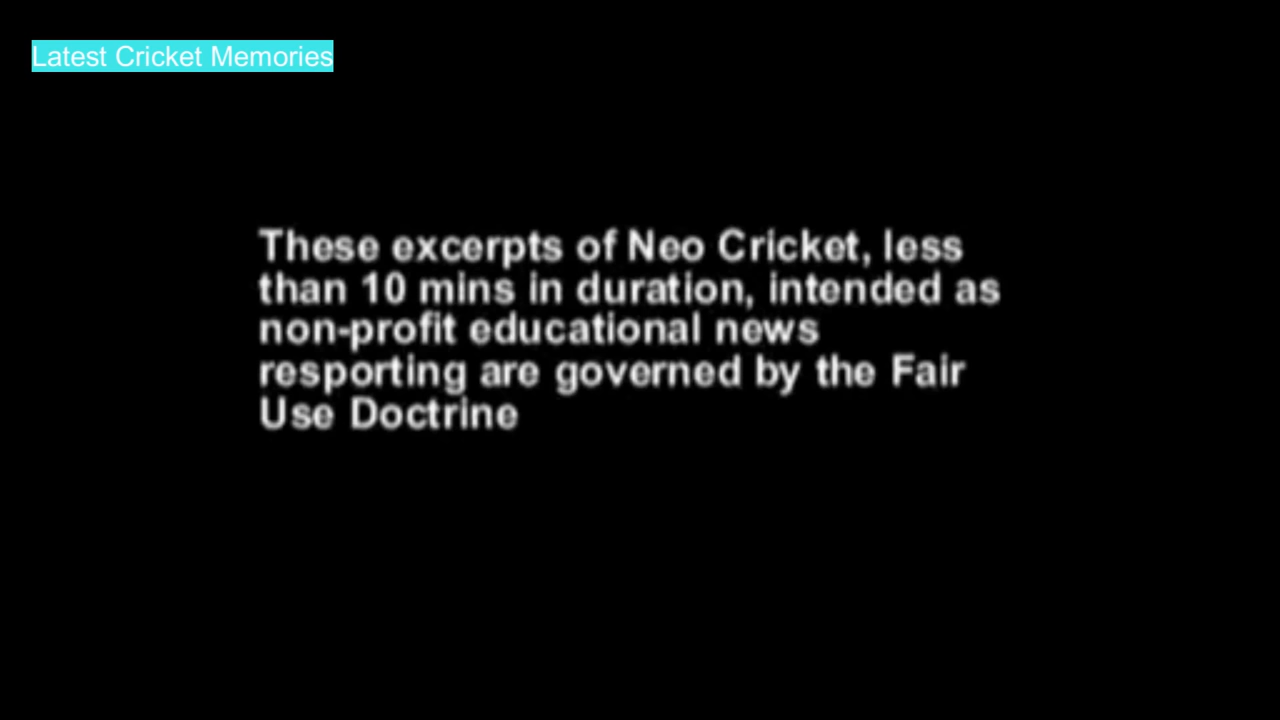 Latest Cricket Memories
These excerpts of Neo Cricket, less
than 10 mins in duration, intended as
non-profit educational news
resporting are governed by the Fair
Use Doctrine